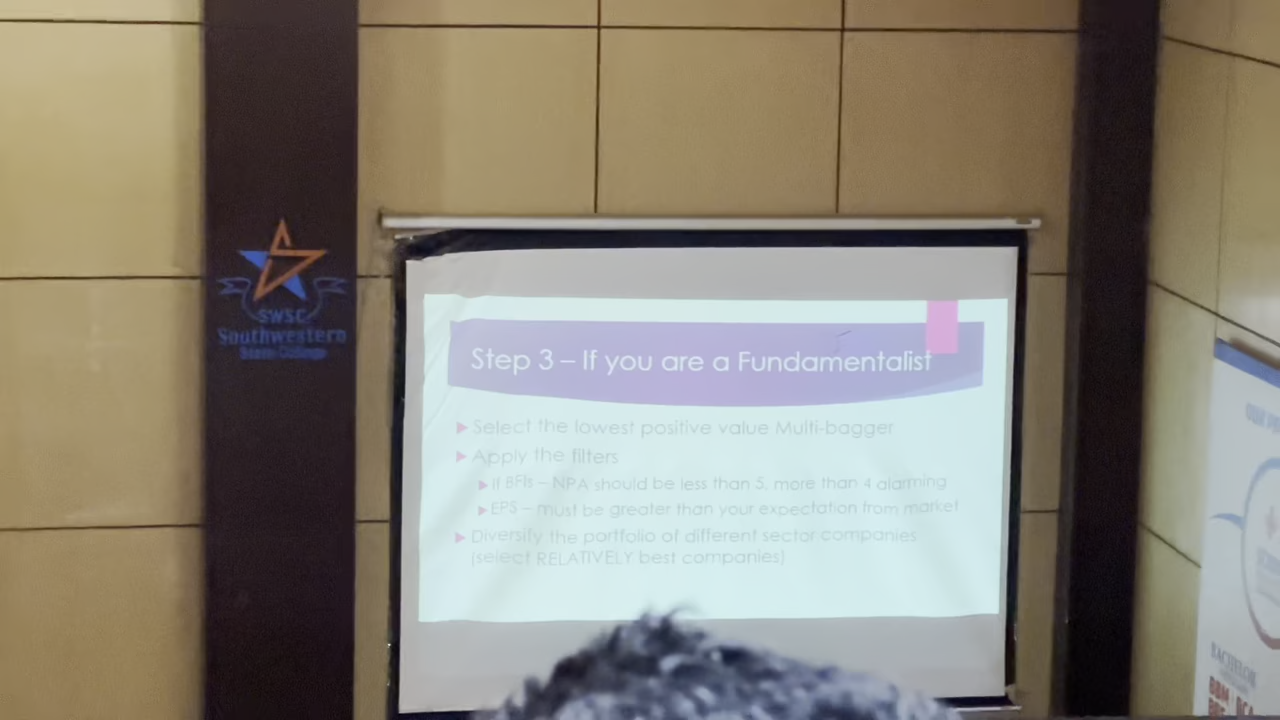 SWSC
Southwestern
State College
Step 3 – If you are a Fundamentalist
Select the lowest positive value Multi-bagger
Apply the filters
If BFIs – NPA should be less than 5, more than 4 alarming
EPS – must be greater than your expectation from market
Diversify the portfolio of different sector companies
(select RELATIVELY best companies)
BACHELOR